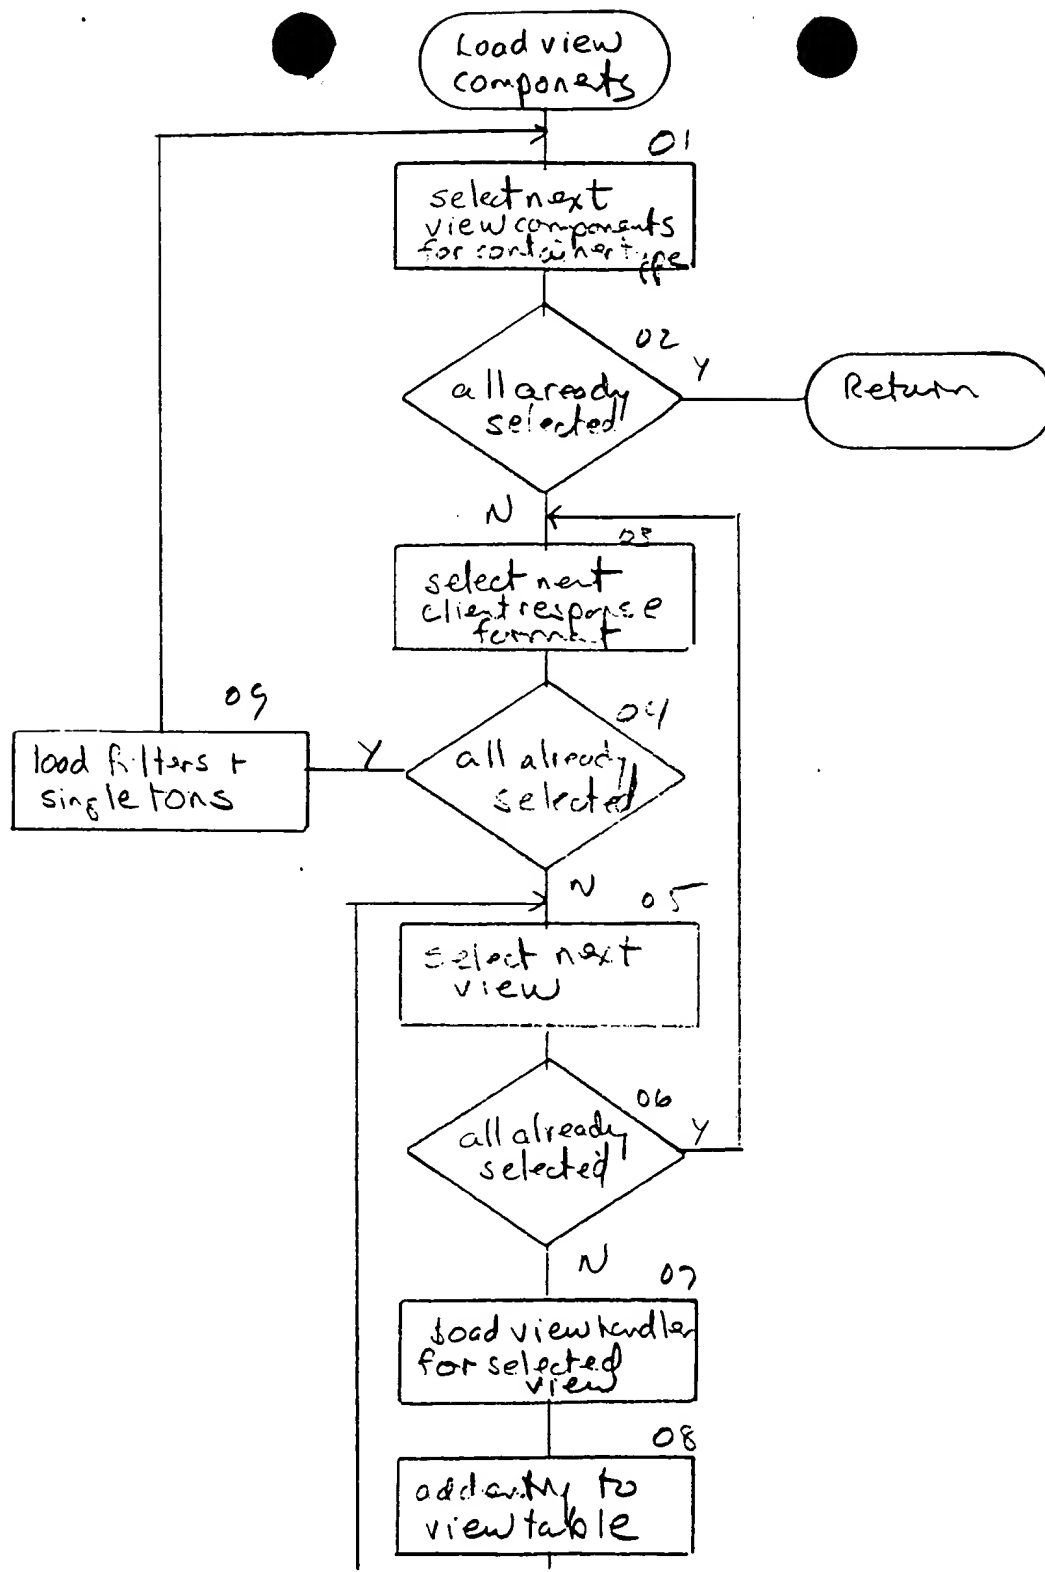 Load view
components
01
select next
view components
for container type
02
all aready
selected
Y
Return
N
03
select next
client response
format
04
all already
selected
Y
09
load filters +
singletons
N
05
select next
view
06
all already
selected
Y
N
07
load view handler
for selected
view
08
add entry to
view table